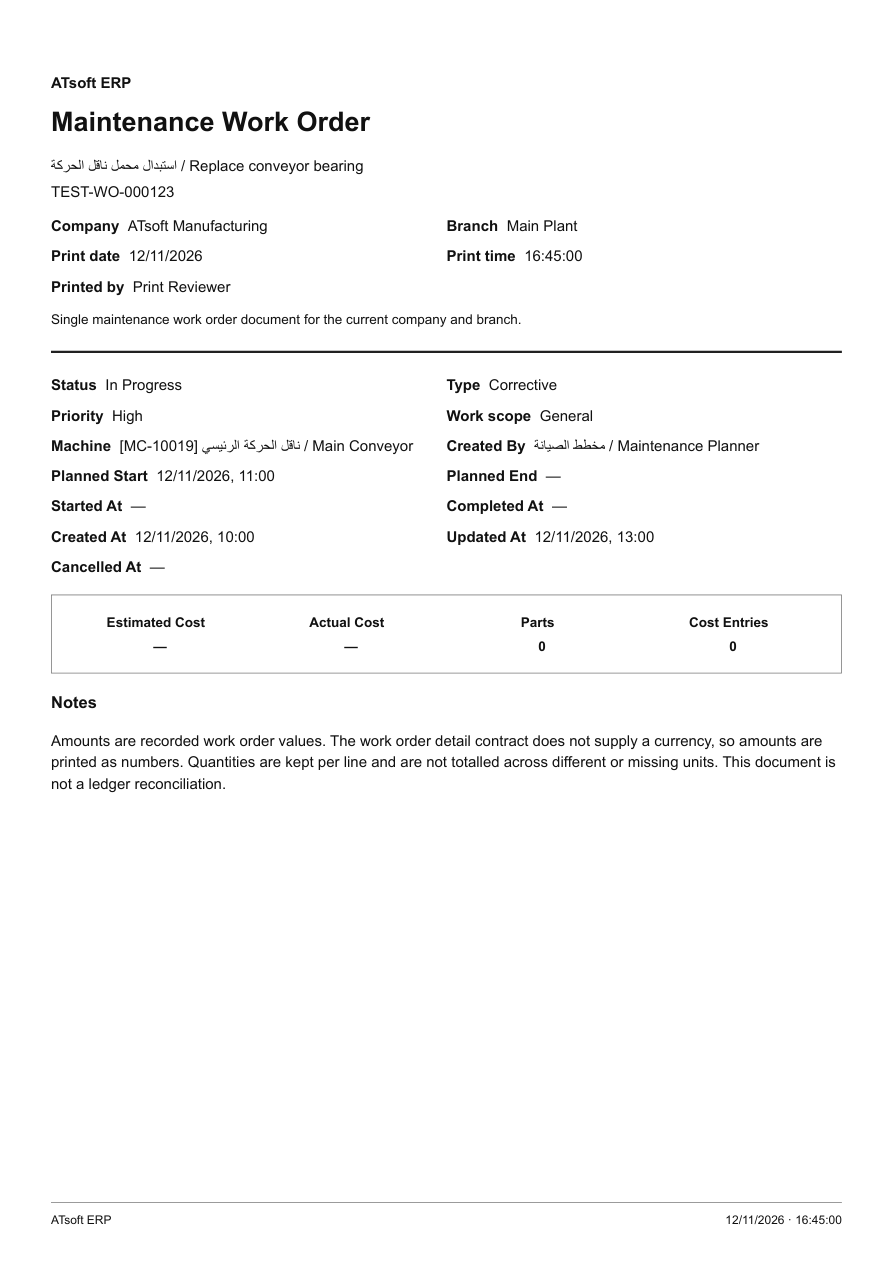 ATsoft ERP
Maintenance Work Order
استبدال محمل ناقل الحركة / Replace conveyor bearing
TEST-WO-000123
Company ATsoft Manufacturing
Branch Main Plant
Print date 12/11/2026
Print time 16:45:00
Printed by Print Reviewer
Single maintenance work order document for the current company and branch.
Status In Progress
Type Corrective
Priority High
Work scope General
Machine [MC-10019] ناقل الحركة الرئيسي / Main Conveyor
Created By مخطط الصيانة / Maintenance Planner
Planned Start 12/11/2026, 11:00
Planned End —
Started At —
Completed At —
Created At 12/11/2026, 10:00
Updated At 12/11/2026, 13:00
Cancelled At —
Estimated Cost Actual Cost Parts Cost Entries
— — 0 0
Notes
Amounts are recorded work order values. The work order detail contract does not supply a currency, so amounts are
printed as numbers. Quantities are kept per line and are not totalled across different or missing units. This document is
not a ledger reconciliation.
ATsoft ERP
12/11/2026 · 16:45:00